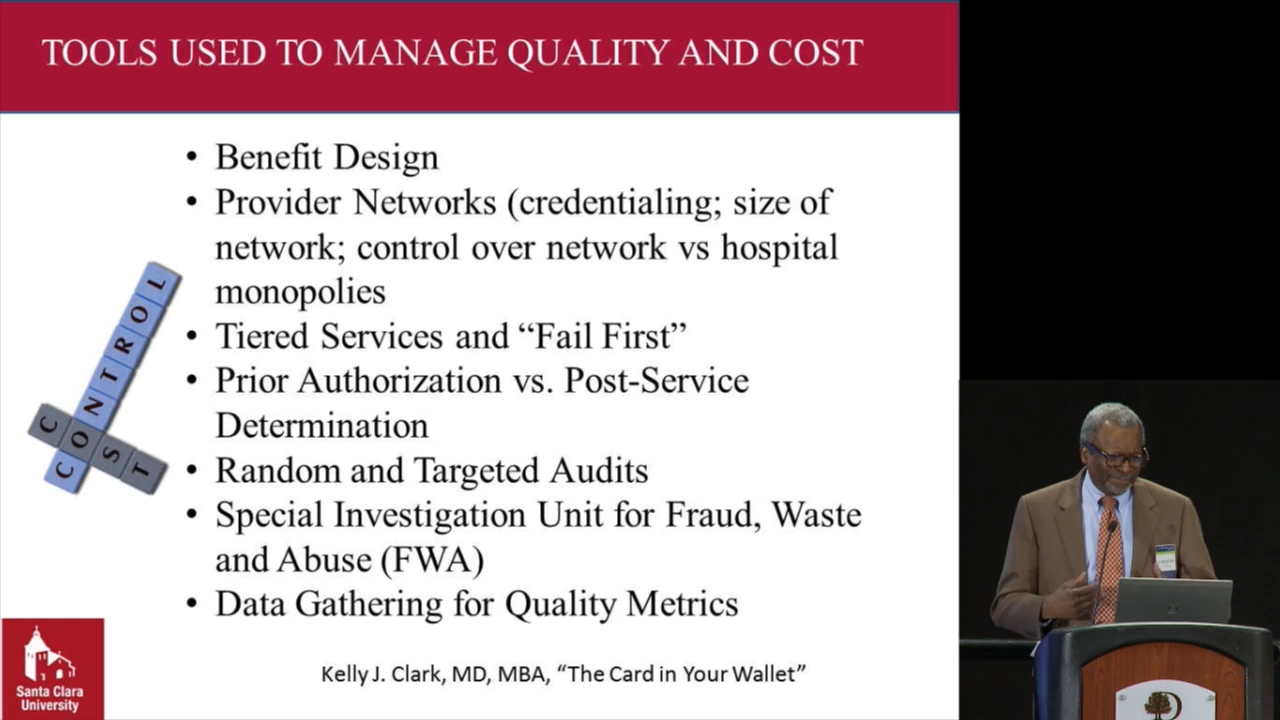 TOOLS USED TO MANAGE QUALITY AND COST
• Benefit Design
• Provider Networks (credentialing; size of
network; control over network vs hospital
monopolies
• Tiered Services and “Fail First”
• Prior Authorization vs. Post-Service
Determination
• Random and Targeted Audits
• Special Investigation Unit for Fraud, Waste
and Abuse (FWA)
• Data Gathering for Quality Metrics
CONTROL
COST
Santa Clara
University
Kelly J. Clark, MD, MBA, “The Card in Your Wallet”